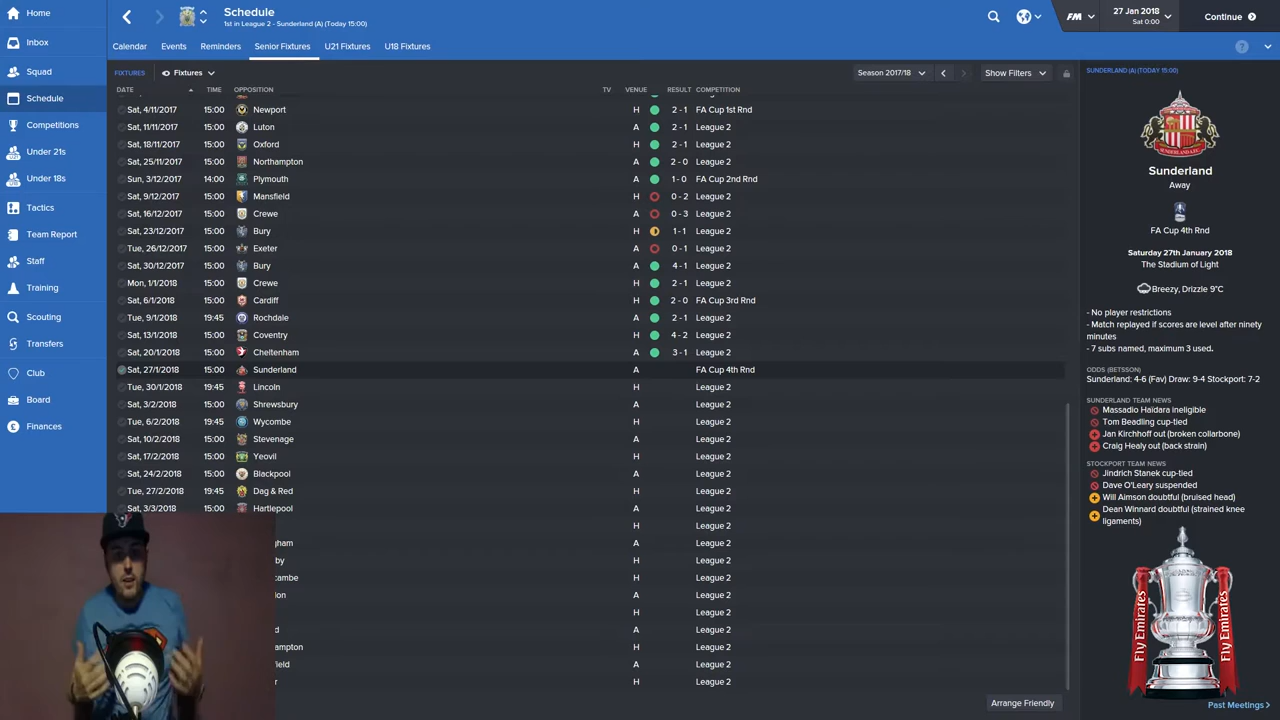 Home
Inbox
Squad
Schedule
Competitions
Under 21s
Under 18s
Tactics
Team Report
Staff
Training
Scouting
Transfers
Club
Board
Finances
Schedule
1st in League 2 - Sunderland (A) (Today 15:00)
FM
27 Jan 2018
Sat 0:00
Continue
Calendar Events Reminders Senior Fixtures U21 Fixtures U18 Fixtures
?
FIXTURES Fixtures Season 2017/18 Show Filters
DATE TIME OPPOSITION TV VENUE RESULT COMPETITION
Sat, 4/11/2017 15:00 Newport H 2 - 1 FA Cup 1st Rnd
Sat, 11/11/2017 15:00 Luton A 2 - 1 League 2
Sat, 18/11/2017 15:00 Oxford H 2 - 1 League 2
Sat, 25/11/2017 15:00 Northampton A 2 - 0 League 2
Sun, 3/12/2017 14:00 Plymouth A 1 - 0 FA Cup 2nd Rnd
Sat, 9/12/2017 15:00 Mansfield H 0 - 2 League 2
Sat, 16/12/2017 15:00 Crewe A 0 - 3 League 2
Sat, 23/12/2017 15:00 Bury H 1 - 1 League 2
Tue, 26/12/2017 15:00 Exeter A 0 - 1 League 2
Sat, 30/12/2017 15:00 Bury A 4 - 1 League 2
Mon, 1/1/2018 15:00 Crewe H 2 - 1 League 2
Sat, 6/1/2018 15:00 Cardiff H 2 - 0 FA Cup 3rd Rnd
Tue, 9/1/2018 19:45 Rochdale A 2 - 1 League 2
Sat, 13/1/2018 15:00 Coventry H 4 - 2 League 2
Sat, 20/1/2018 15:00 Cheltenham A 3 - 1 League 2
Sat, 27/1/2018 15:00 Sunderland A FA Cup 4th Rnd
Tue, 30/1/2018 19:45 Lincoln H League 2
Sat, 3/2/2018 15:00 Shrewsbury A League 2
Tue, 6/2/2018 19:45 Wycombe H League 2
Sat, 10/2/2018 15:00 Stevenage A League 2
Sat, 17/2/2018 15:00 Yeovil H League 2
Sat, 24/2/2018 15:00 Blackpool A League 2
Tue, 27/2/2018 19:45 Dag & Red H League 2
Sat, 3/3/2018 15:00 Hartlepool A League 2
H League 2
gham A League 2
by H League 2
cambe H League 2
don A League 2
H League 2
d A League 2
hampton H League 2
field A League 2
r H League 2
Arrange Friendly
SUNDERLAND (A) (TODAY 15:00)
SUNDERLAND A.F.C.
Sunderland
Away
FA Cup 4th Rnd
Saturday 27th January 2018
The Stadium of Light
Breezy, Drizzle 9°C
- No player restrictions
- Match replayed if scores are level after ninety
minutes
- 7 subs named, maximum 3 used.
ODDS (BETSSON)
Sunderland: 4-6 (Fav) Draw: 9-4 Stockport: 7-2
SUNDERLAND TEAM NEWS
Massadio Haïdara ineligible
Tom Beadling cup-tied
Jan Kirchhoff out (broken collarbone)
Craig Healy out (back strain)
STOCKPORT TEAM NEWS
Jindrich Stanek cup-tied
Dave O'Leary suspended
Will Aimson doubtful (bruised head)
Dean Winnard doubtful (strained knee
ligaments)
Fly Emirates
Fly Emirates
Past Meetings >